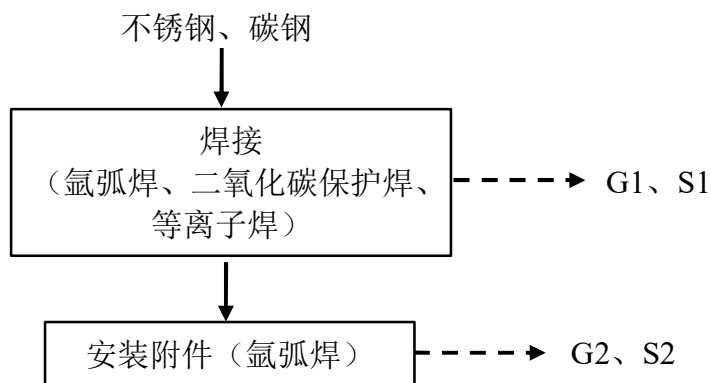 不锈钢、碳钢
焊接
（氩弧焊、二氧化碳保护焊、
等离子焊）
G1、S1
安装附件（氩弧焊）
G2、S2